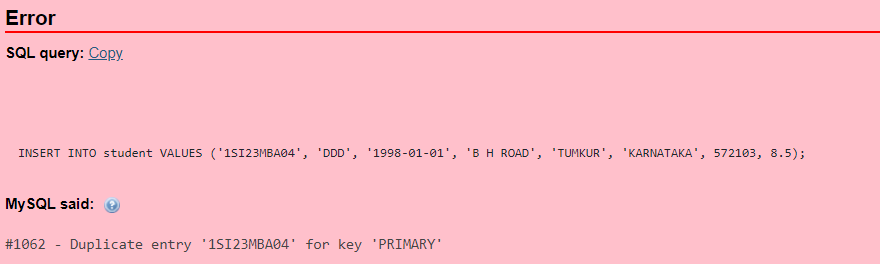 Error
SQL query: Copy
INSERT INTO student VALUES ('1SI23MBA04', 'DDD', '1998-01-01', 'B H ROAD', 'TUMKUR', 'KARNATAKA', 572103, 8.5);
MySQL said:
#1062 - Duplicate entry '1SI23MBA04' for key 'PRIMARY'